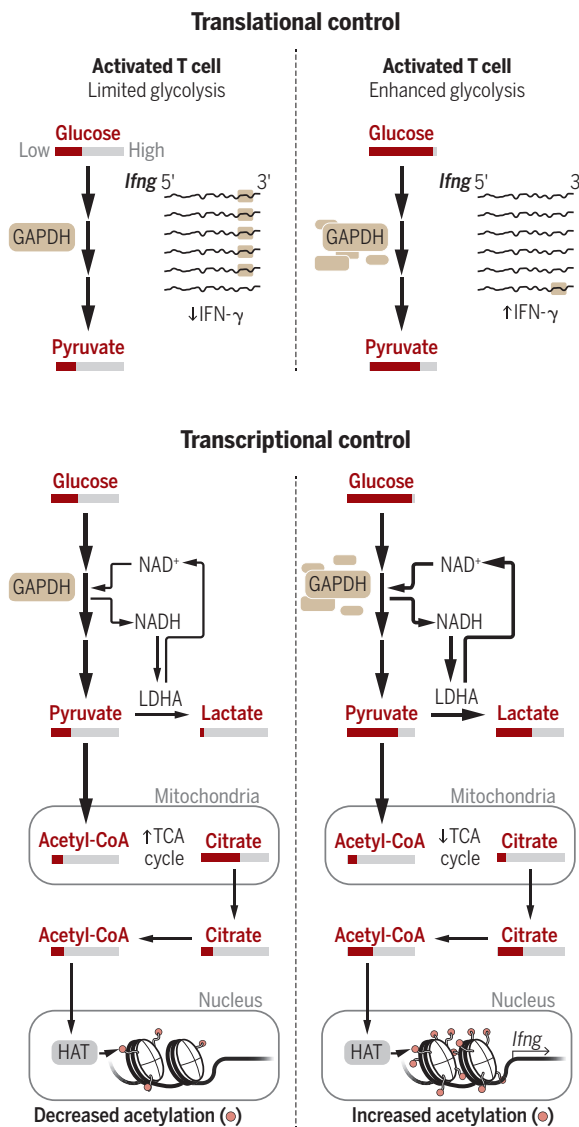 Translational control
Activated T cell
Limited glycolysis
Glucose
Low
High
Ifng 5' 3'
GAPDH
↓IFN-γ
Pyruvate
Activated T cell
Enhanced glycolysis
Glucose
Ifng 5' 3
GAPDH
↑IFN-γ
Pyruvate
Transcriptional control
Glucose
NAD+
GAPDH
NADH
LDHA
Pyruvate
Lactate
Mitochondria
Acetyl-CoA
↑TCA
cycle
Citrate
Acetyl-CoA
Citrate
Nucleus
HAT
Decreased acetylation ( )
Glucose
NAD+
GAPDH
NADH
LDHA
Pyruvate
Lactate
Mitochondria
Acetyl-CoA
↓TCA
cycle
Citrate
Acetyl-CoA
Citrate
Nucleus
HAT
Ifng
Increased acetylation ( )